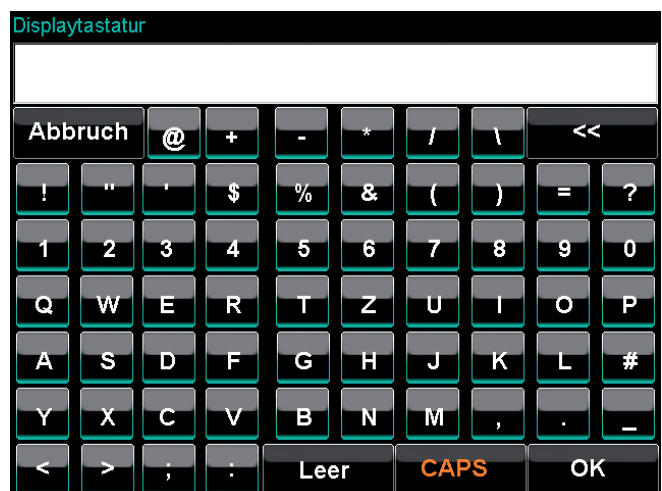 Displaytastatur
Abbruch @ + - * / \ <<
! " ' $ % & ( ) = ?
1 2 3 4 5 6 7 8 9 0
Q W E R T Z U I O P
A S D F G H J K L #
Y X C V B N M , . _
< > ; : Leer CAPS OK